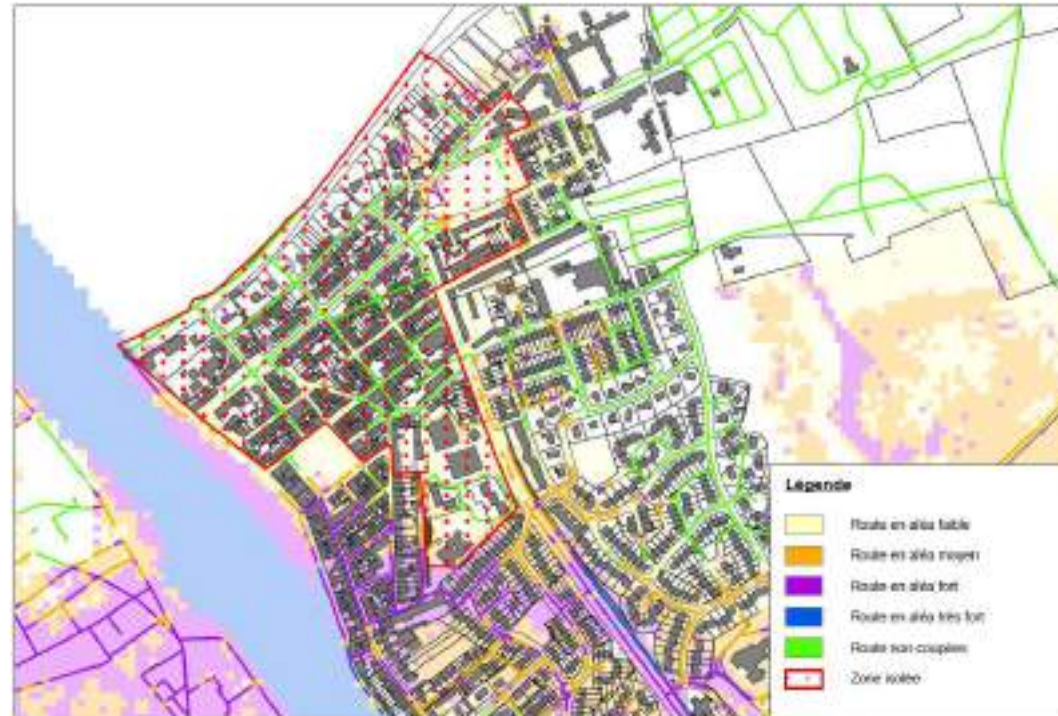 Légende
Route en aléa faible
Route en aléa moyen
Route en aléa fort
Route en aléa très fort
Route non coupées
Zone isolée